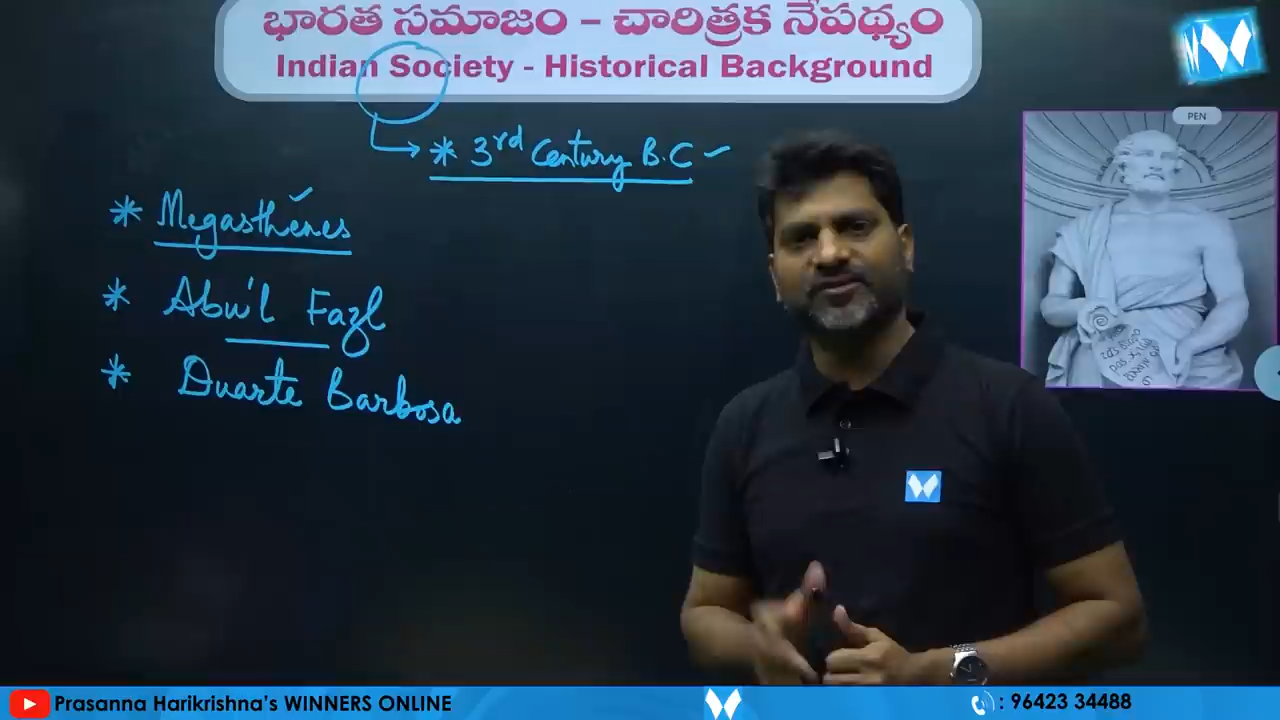 భారత సమాజం – చారిత్రక నేపథ్యం
Indian Society - Historical Background
PEN
* 3rd Century B.C
* Megasthenes
* Abu'l Fazl
* Duarte Barbosa
Prasanna Harikrishna's WINNERS ONLINE
: 96423 34488